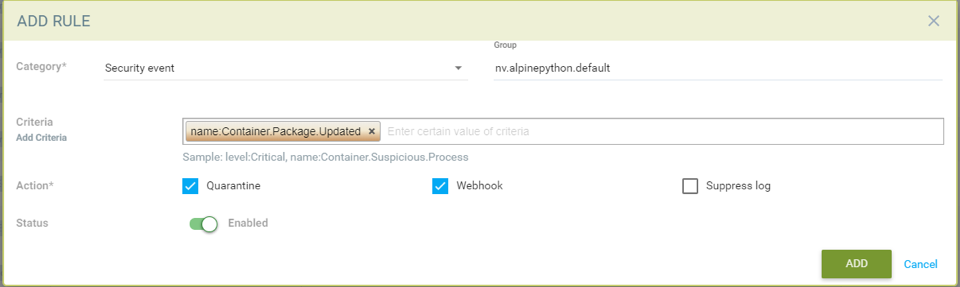 ADD RULE
Group
Category*
Security event
nv.alpinepython.default
Criteria
Add Criteria
name:Container.Package.Updated × Enter certain value of criteria
Sample: level:Critical, name:Container.Suspicious.Process
Action*
Quarantine
Webhook
Suppress log
Status
Enabled
ADD
Cancel